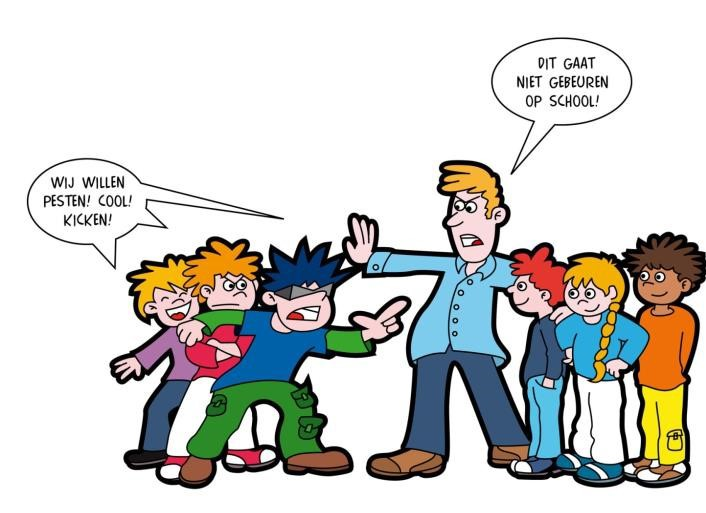 DIT GAAT
NIET GEBEUREN
OP SCHOOL!
WIJ WILLEN
PESTEN! COOL!
KICKEN!